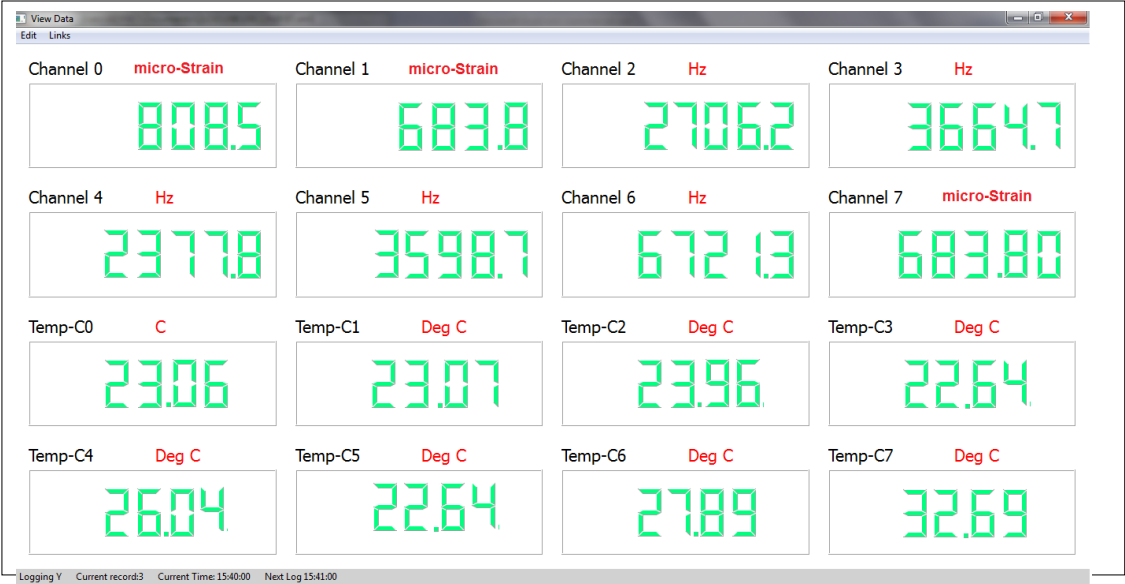 View Data
Edit Links
Channel 0 micro-Strain Channel 1 micro-Strain Channel 2 Hz Channel 3 Hz
808.5 683.8 2706.2 3664.7
Channel 4 Hz Channel 5 Hz Channel 6 Hz Channel 7 micro-Strain
2377.8 3598.7 6721.3 683.80
Temp-C0 C Temp-C1 Deg C Temp-C2 Deg C Temp-C3 Deg C
23.06 23.07 23.96 22.64
Temp-C4 Deg C Temp-C5 Deg C Temp-C6 Deg C Temp-C7 Deg C
26.04 22.64 27.89 32.69
Logging Y Current record:3 Current Time: 15:40:00 Next Log 15:41:00